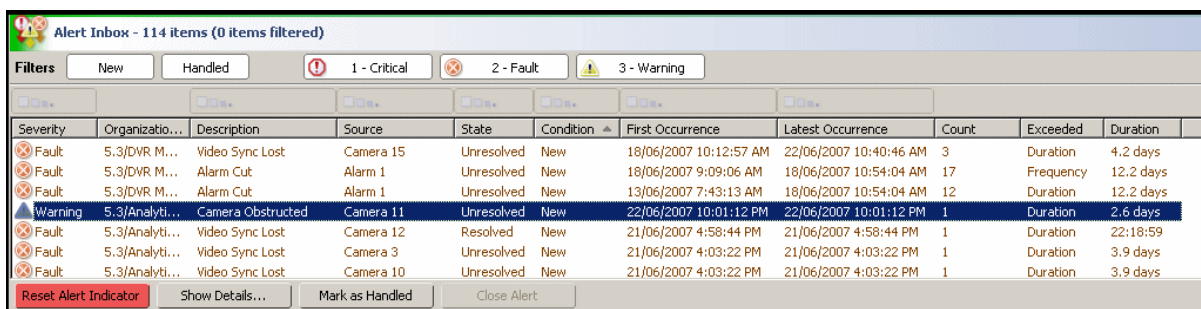 Alert Inbox - 114 items (0 items filtered)
Filters New Handled 1 - Critical 2 - Fault 3 - Warning
Severity Organizatio... Description Source State Condition First Occurrence Latest Occurrence Count Exceeded Duration
Fault 5.3/DVR M... Video Sync Lost Camera 15 Unresolved New 18/06/2007 10:12:57 AM 22/06/2007 10:40:46 AM 3 Duration 4.2 days
Fault 5.3/DVR M... Alarm Cut Alarm 1 Unresolved New 18/06/2007 9:09:06 AM 18/06/2007 10:54:04 AM 17 Frequency 12.2 days
Fault 5.3/DVR M... Alarm Cut Alarm 1 Unresolved New 13/06/2007 7:43:13 AM 18/06/2007 10:54:04 AM 12 Duration 12.2 days
Warning 5.3/Analyti... Camera Obstructed Camera 11 Unresolved New 22/06/2007 10:01:12 PM 22/06/2007 10:01:12 PM 1 Duration 2.6 days
Fault 5.3/Analyti... Video Sync Lost Camera 12 Resolved New 21/06/2007 4:58:44 PM 21/06/2007 4:58:44 PM 1 Duration 22:18:59
Fault 5.3/Analyti... Video Sync Lost Camera 3 Unresolved New 21/06/2007 4:03:22 PM 21/06/2007 4:03:22 PM 1 Duration 3.9 days
Fault 5.3/Analyti... Video Sync Lost Camera 10 Unresolved New 21/06/2007 4:03:22 PM 21/06/2007 4:03:22 PM 1 Duration 3.9 days
Reset Alert Indicator Show Details... Mark as Handled Close Alert